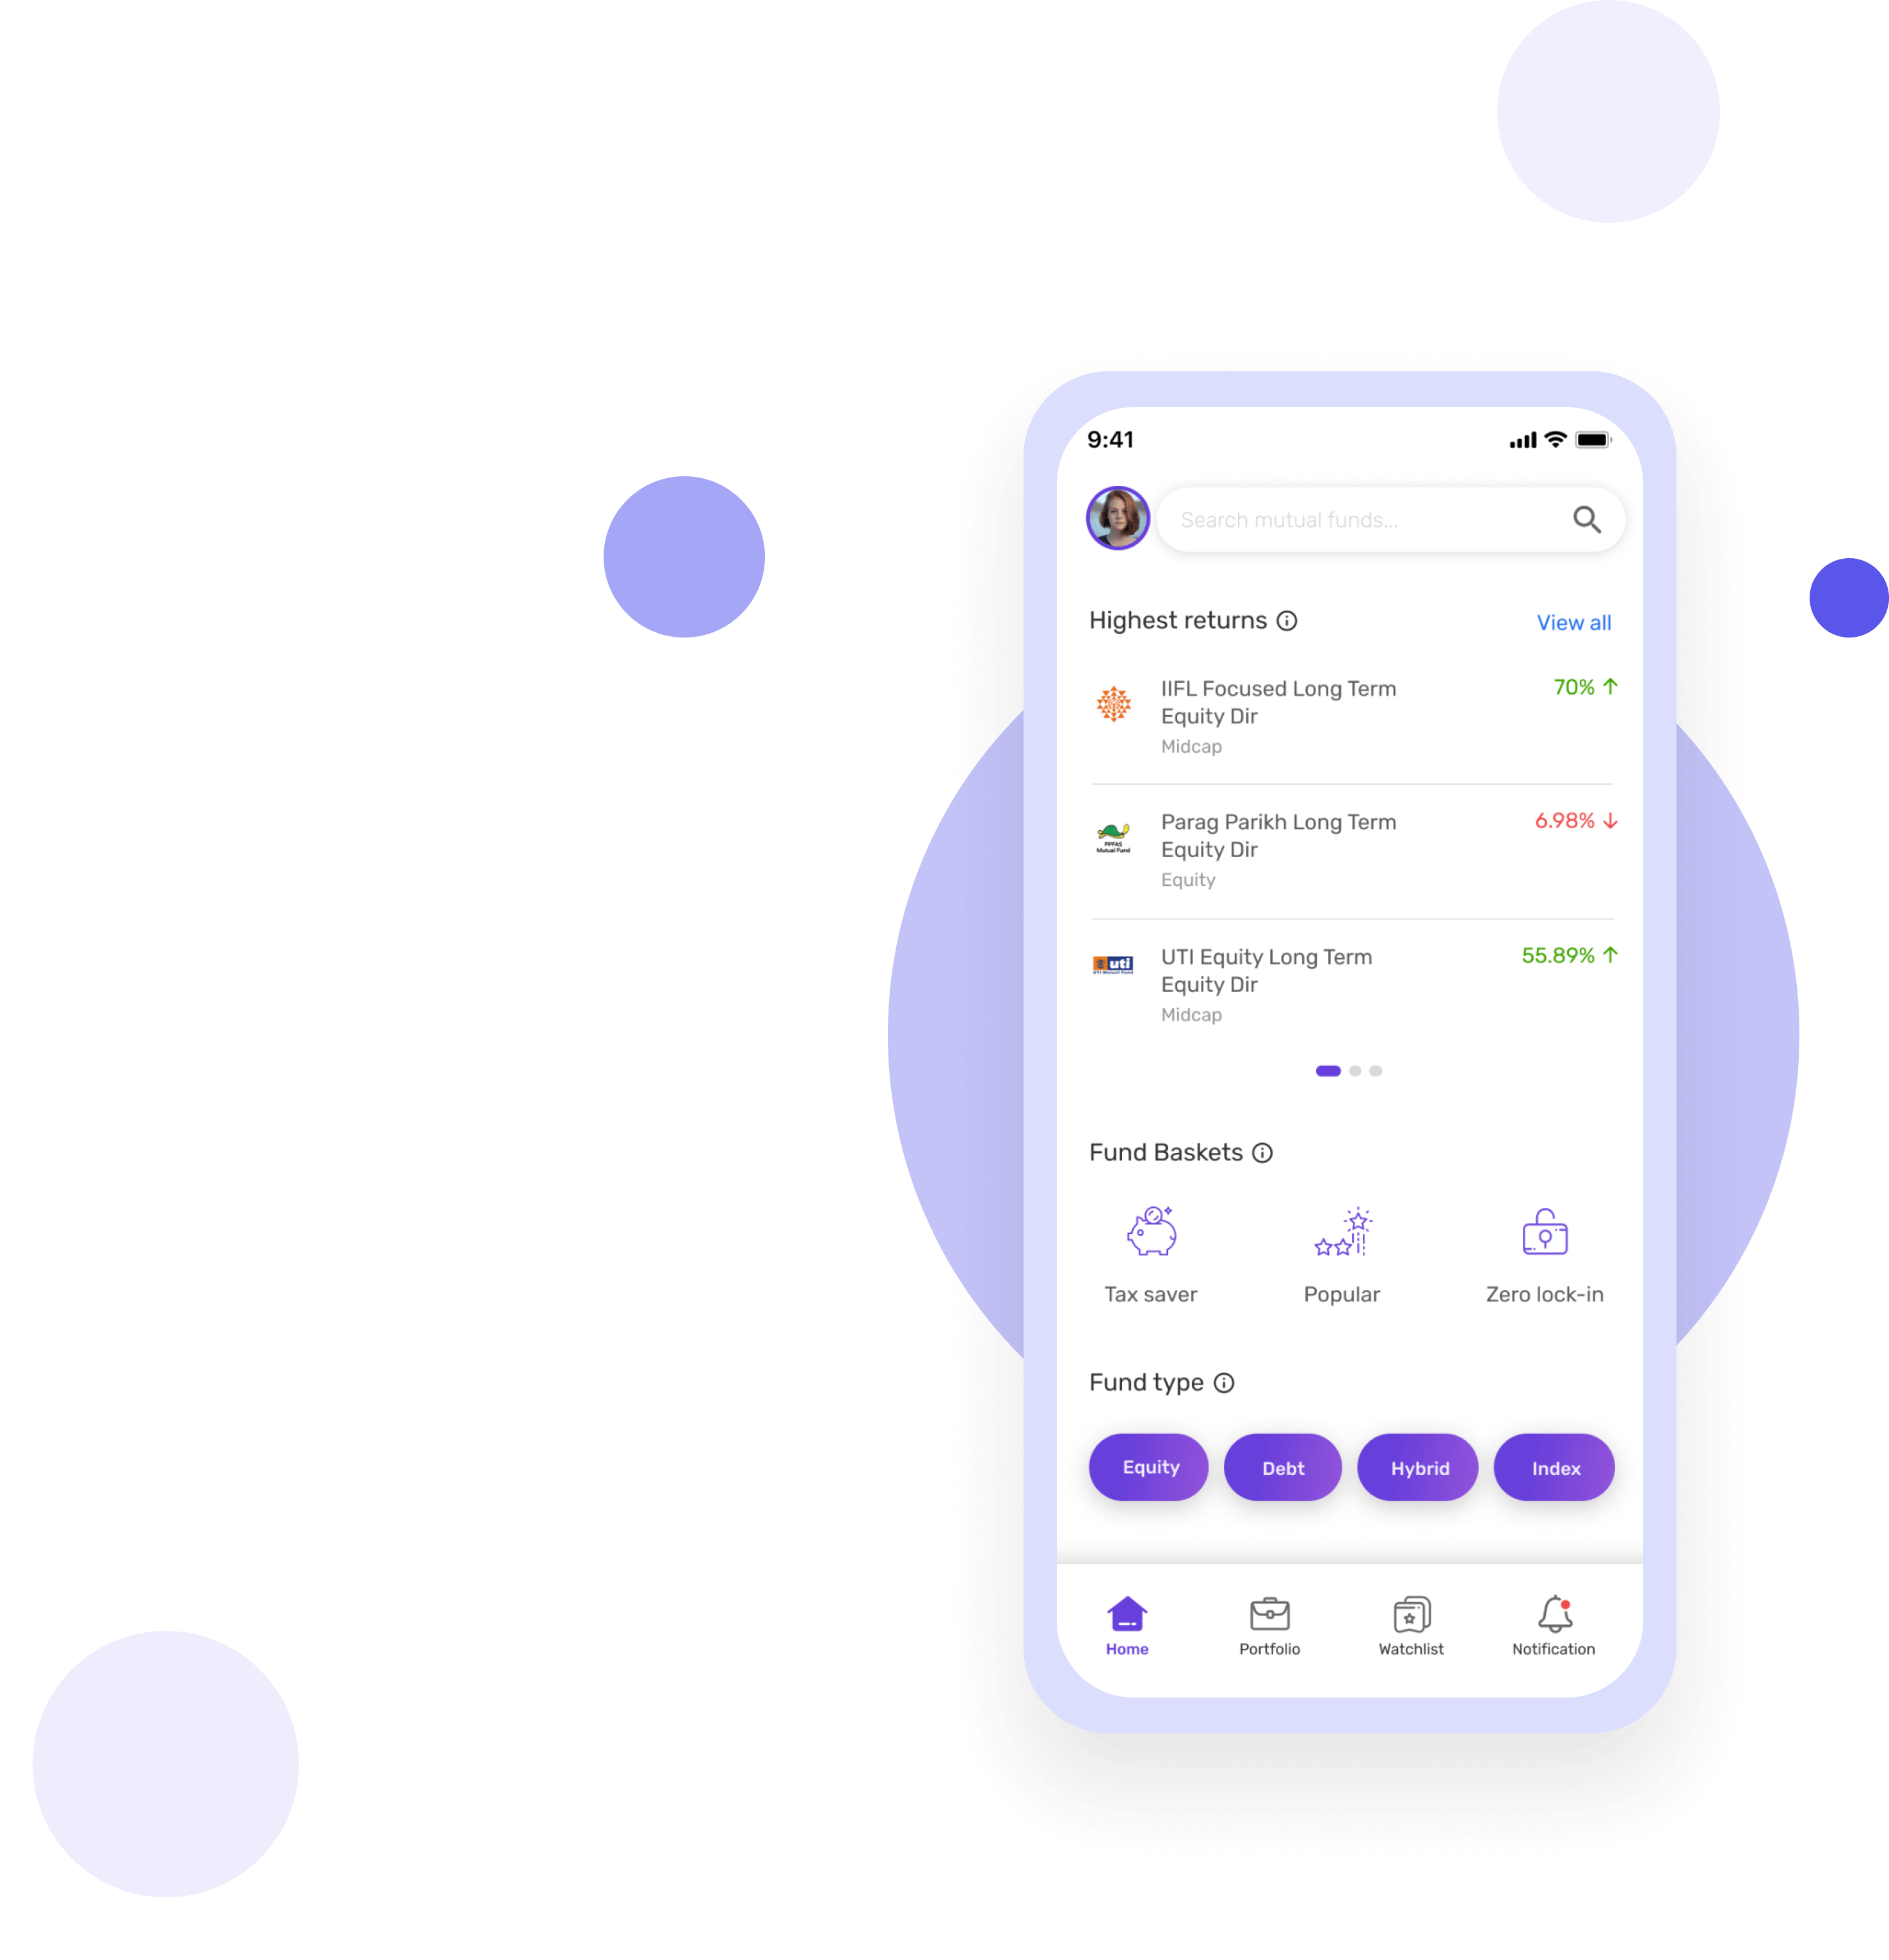 9:41
Search mutual funds...
Highest returns
View all
IIFL Focused Long Term
Equity Dir
Midcap
70%
PPFAS
Mutual Fund
Parag Parikh Long Term
Equity Dir
Equity
6.98%
uti
UTI Mutual Fund
UTI Equity Long Term
Equity Dir
Midcap
55.89%
Fund Baskets
Tax saver
Popular
Zero lock-in
Fund type
Equity
Debt
Hybrid
Index
Home
Portfolio
Watchlist
Notification